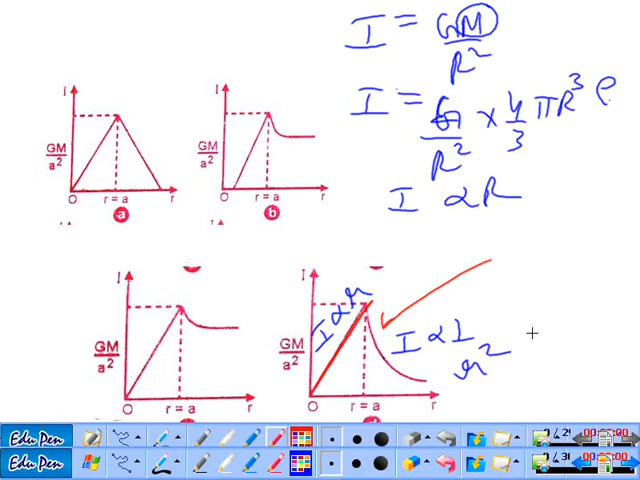 I = GM/R²
I = G/R² × 4/3 πR³ ρ
I α R
I
GM/a²
O
r = a
r
a
I
GM/a²
O
r = a
r
b
I
GM/a²
O
r = a
r
I
GM/a²
O
r = a
r
I α r
I α 1/r²
Edu Pen
Edu Pen